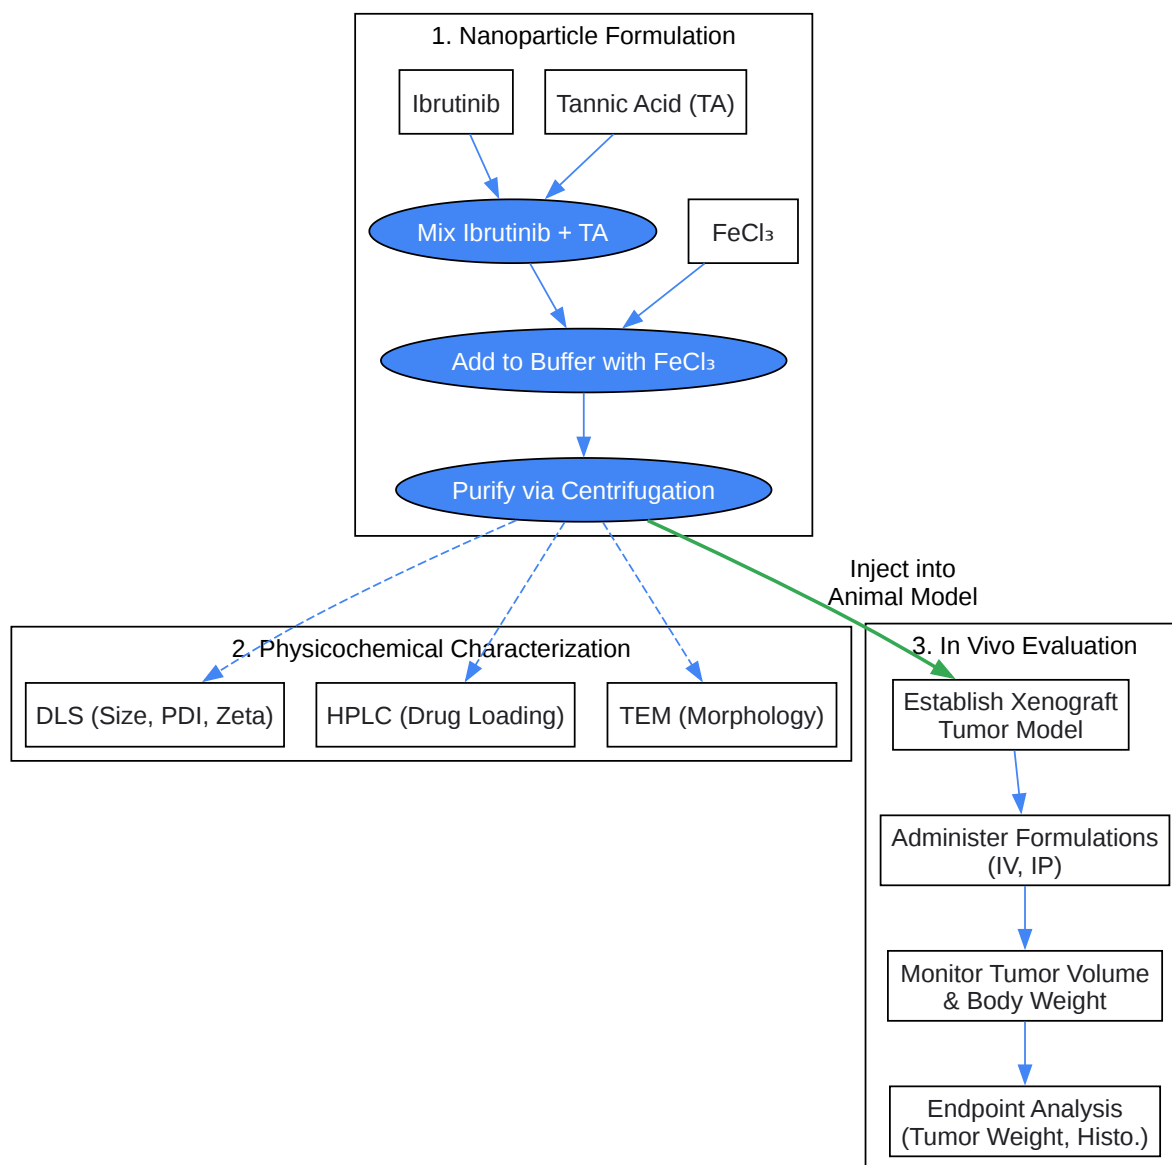 1. Nanoparticle Formulation
Ibrutinib
Tannic Acid (TA)
Mix Ibrutinib + TA
FeCl₃
Add to Buffer with FeCl₃
Purify via Centrifugation
Inject into
Animal Model
2. Physicochemical Characterization
DLS (Size, PDI, Zeta)
HPLC (Drug Loading)
TEM (Morphology)
3. In Vivo Evaluation
Establish Xenograft
Tumor Model
Administer Formulations
(IV, IP)
Monitor Tumor Volume
& Body Weight
Endpoint Analysis
(Tumor Weight, Histo.)